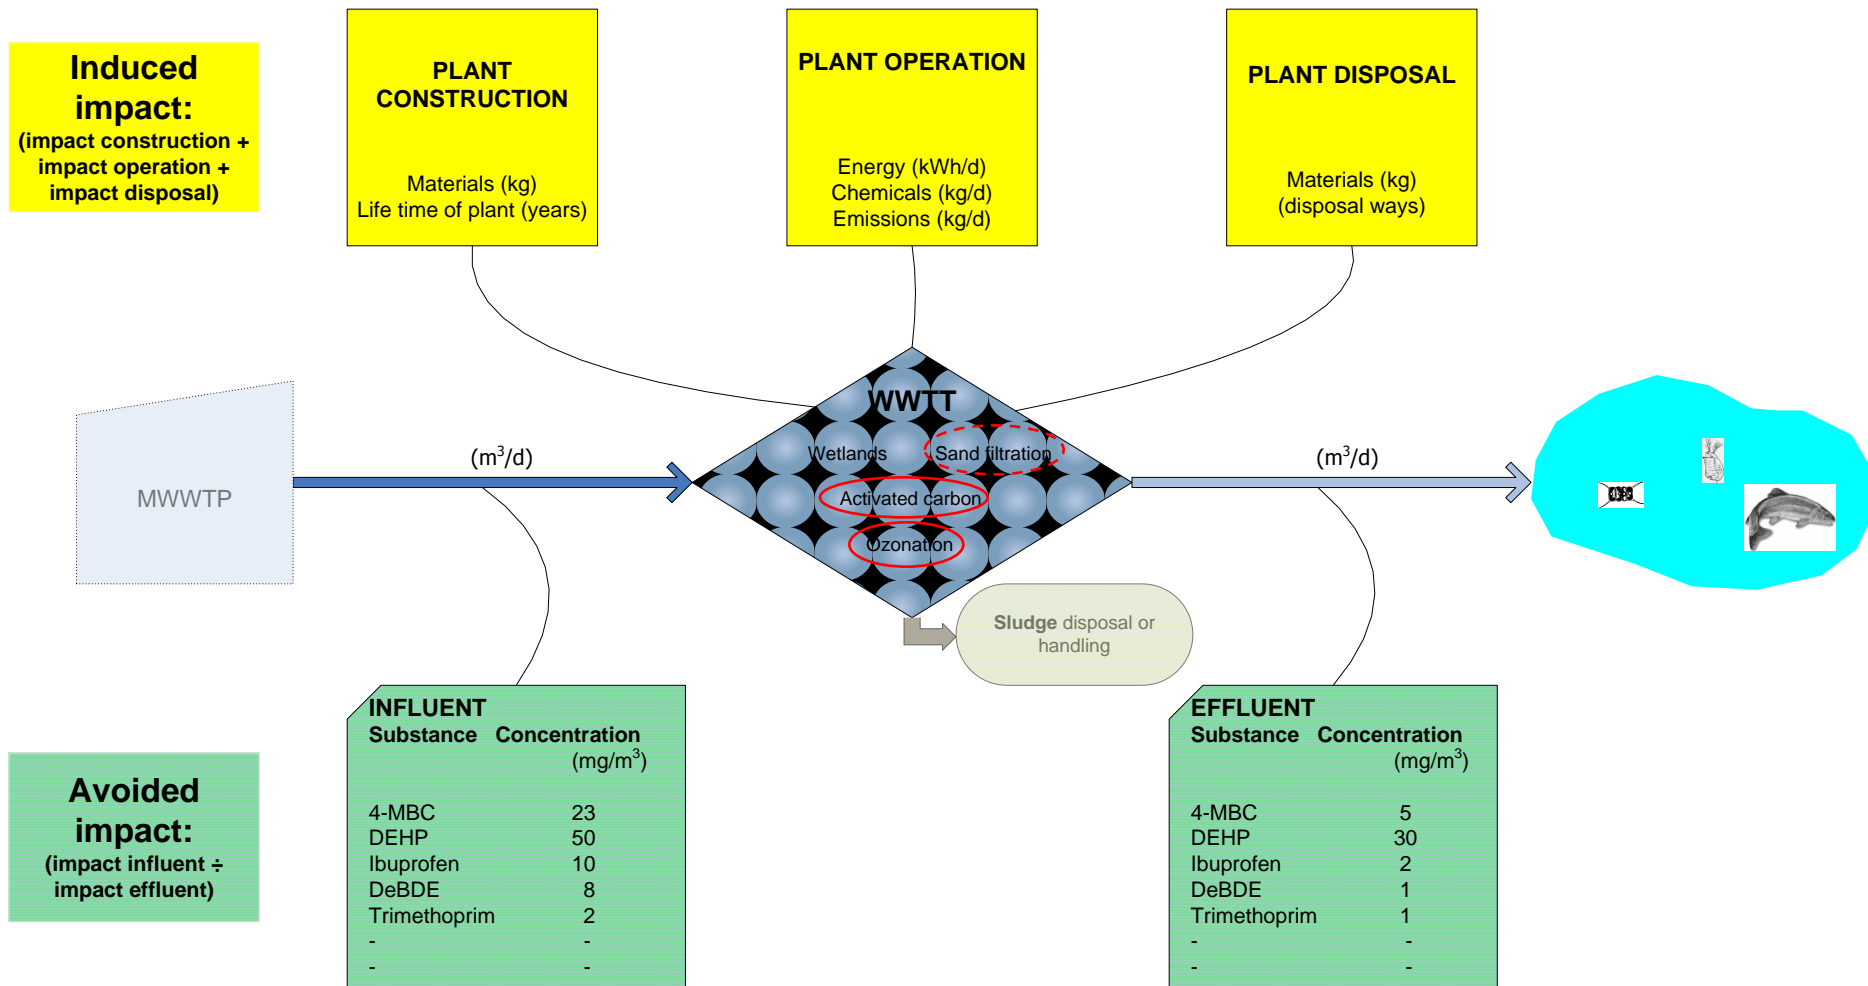 Induced
impact:
(impact construction +
impact operation +
impact disposal)
PLANT
CONSTRUCTION
Materials (kg)
Life time of plant (years)
PLANT OPERATION
Energy (kWh/d)
Chemicals (kg/d)
Emissions (kg/d)
PLANT DISPOSAL
Materials (kg)
(disposal ways)
MWWTP
(m³/d)
WWTT
Wetlands
Sand filtration
Activated carbon
Ozonation
(m³/d)
Sludge disposal or
handling
Avoided
impact:
(impact influent ÷
impact effluent)
INFLUENT
Substance Concentration
(mg/m³)
4-MBC 23
DEHP 50
Ibuprofen 10
DeBDE 8
Trimethoprim 2
- -
- -
EFFLUENT
Substance Concentration
(mg/m³)
4-MBC 5
DEHP 30
Ibuprofen 2
DeBDE 1
Trimethoprim 1
- -
- -